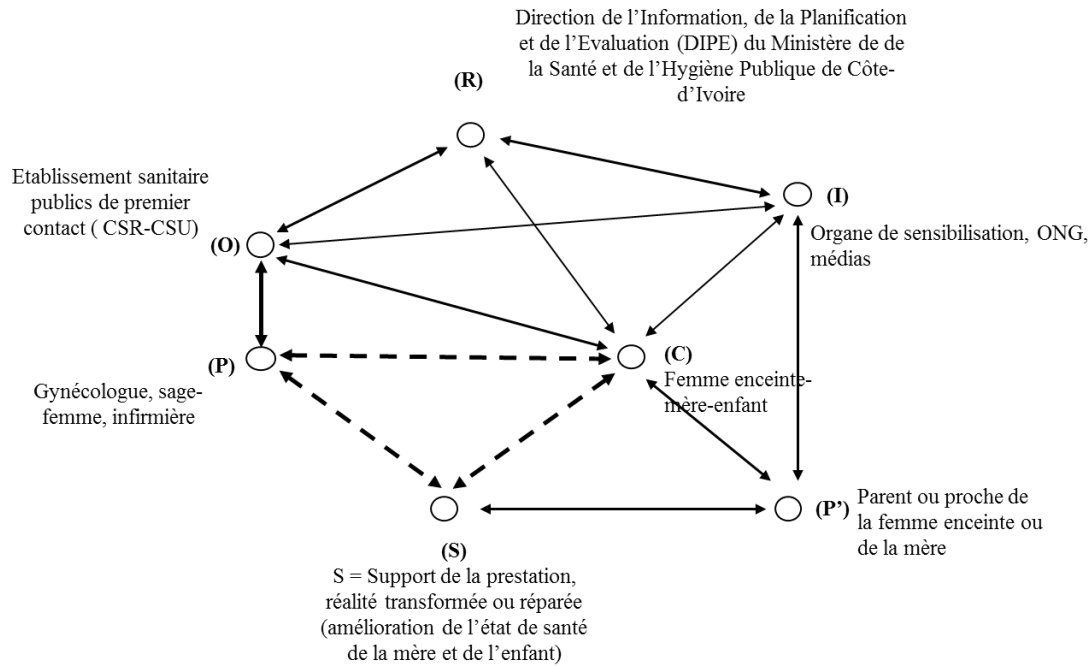 Direction de l’Information, de la Planification
et de l’Evaluation (DIPE) du Ministère de de
la Santé et de l’Hygiène Publique de Côte-
d’Ivoire
(R)
Etablissement sanitaire
publics de premier
contact ( CSR-CSU)
(O)
(I)
Organe de sensibilisation, ONG,
médias
(P)
Gynécologue, sage-
femme, infirmière
(C)
Femme enceinte-
mère-enfant
(P’)
Parent ou proche de
la femme enceinte ou
de la mère
(S)
S = Support de la prestation,
réalité transformée ou réparée
(amélioration de l’état de santé
de la mère et de l’enfant)